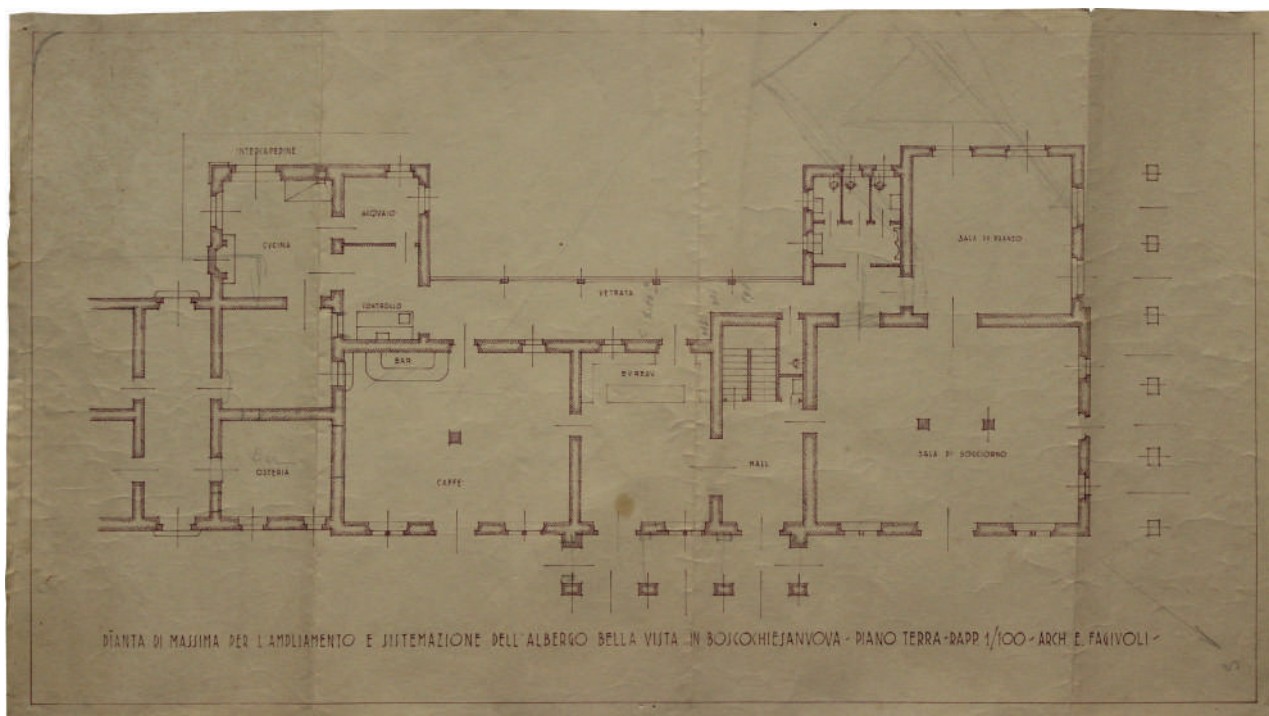 INTERCAPEDINE
ACQUAIO
CUCINA
SALA DI PRANZO
VETRATA
CONTROLLO
BAR
HALL
SALA DI SOGGIORNO
OSTERIA
CAFFE'
PIANTA DI MASSIMA PER L'AMPLIAMENTO E SISTEMAZIONE DELL'ALBERGO BELLA VISTA IN BOSCOCHIESANUOVA - PIANO TERRA - RAPP. 1/100 - ARCH. E. FAGIVOLI -